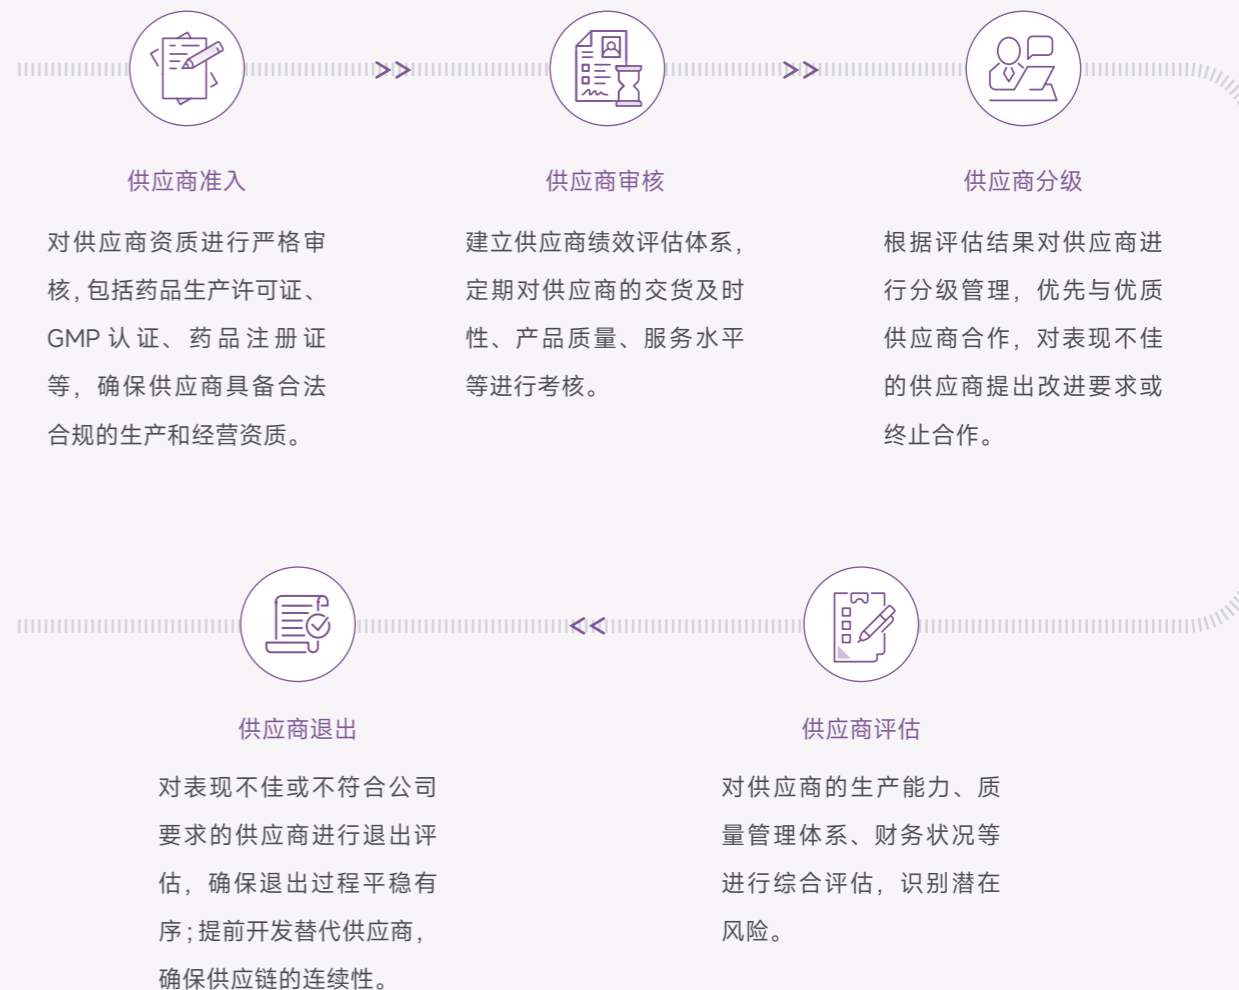 供应商准入
对供应商资质进行严格审
核，包括药品生产许可证、
GMP 认证、药品注册证
等，确保供应商具备合法
合规的生产和经营资质。
供应商审核
建立供应商绩效评估体系，
定期对供应商的交货及时
性、产品质量、服务水平
等进行考核。
供应商分级
根据评估结果对供应商进
行分级管理，优先与优质
供应商合作，对表现不佳
的供应商提出改进要求或
终止合作。
供应商评估
对供应商的生产能力、质
量管理体系、财务状况等
进行综合评估，识别潜在
风险。
供应商退出
对表现不佳或不符合公司
要求的供应商进行退出评
估，确保退出过程平稳有
序；提前开发替代供应商，
确保供应链的连续性。